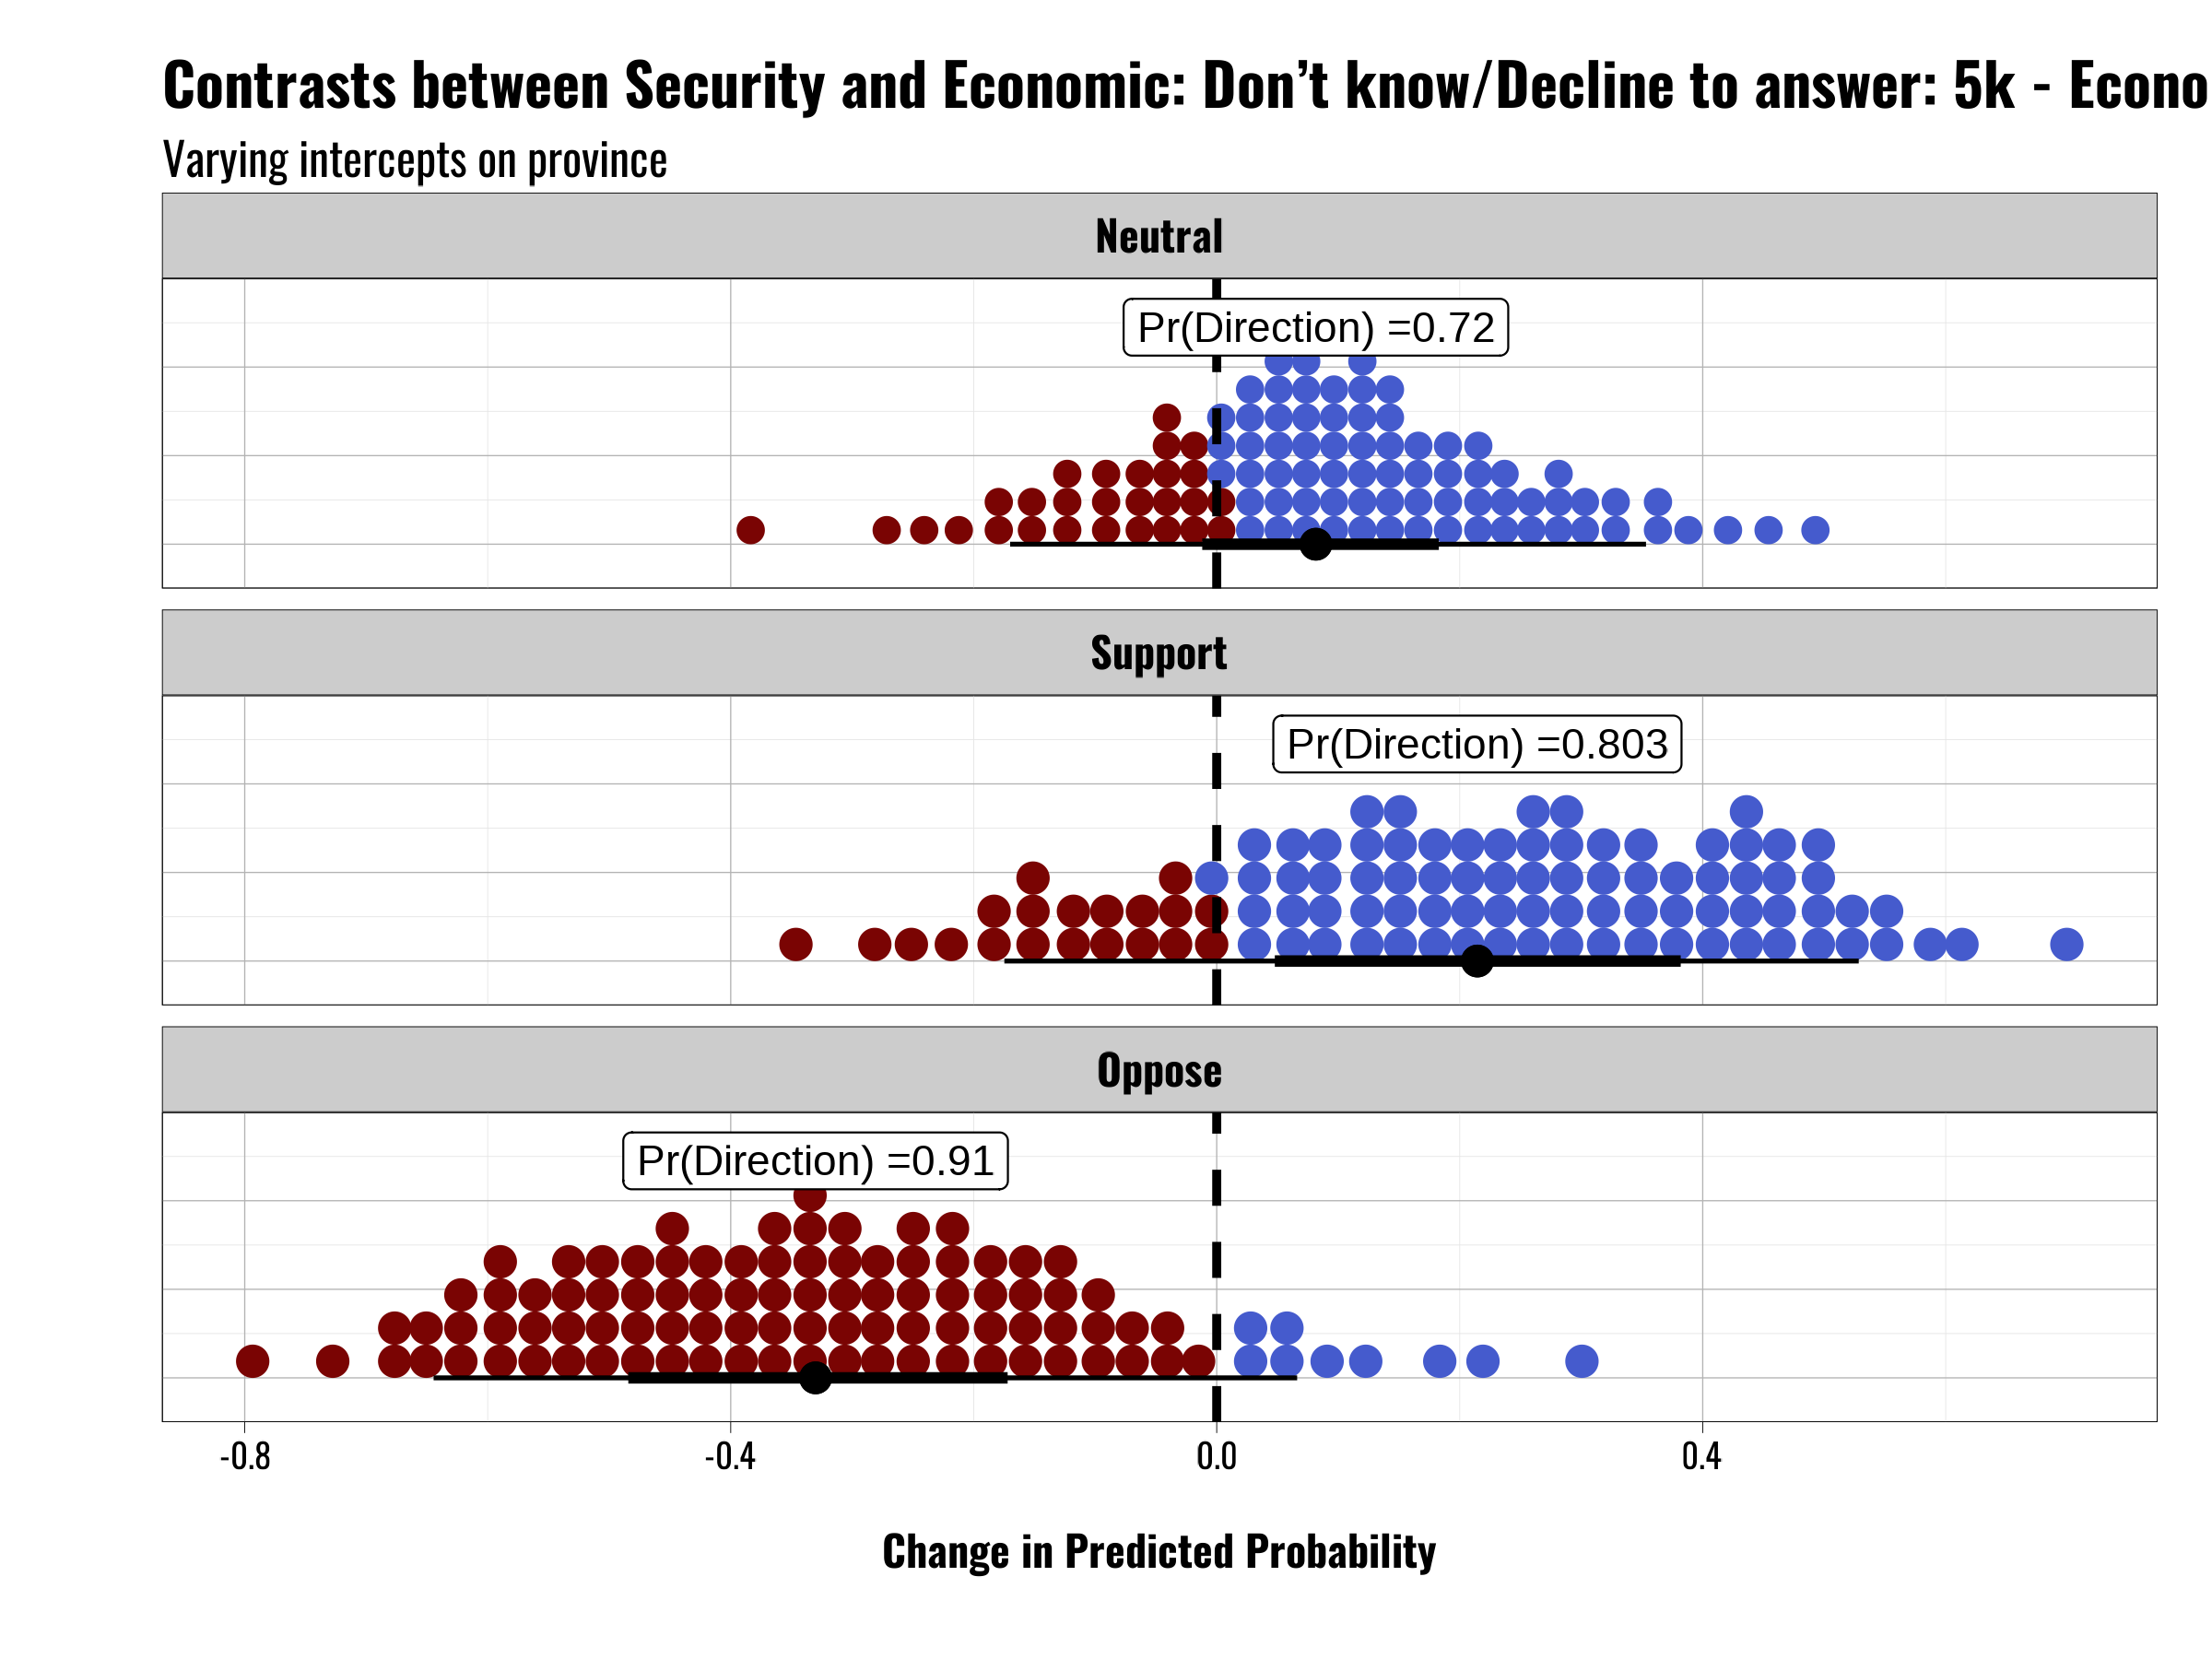 Contrasts between Security and Economic: Don’t know/Decline to answer: 5k - Econo
Varying intercepts on province
Neutral
Pr(Direction) =0.72
Support
Pr(Direction) =0.803
Oppose
Pr(Direction) =0.91
-0.8 -0.4 0.0 0.4
Change in Predicted Probability